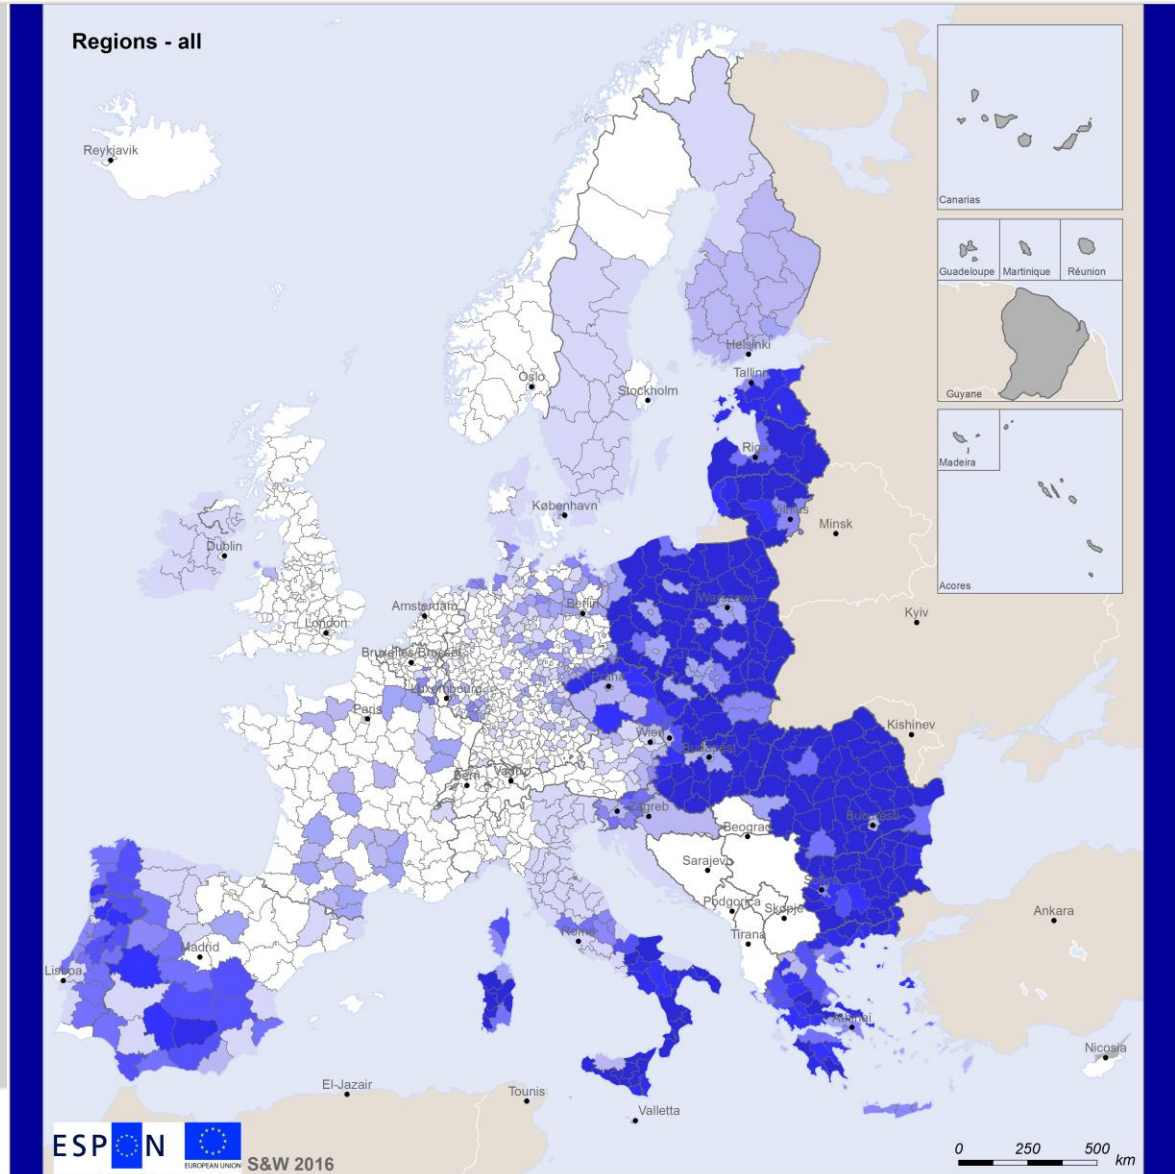 Regions - all
Reykjavik
Canarias
Guadeloupe
Martinique
Réunion
Guyane
Madeira
Acores
Helsinki
Tallinn
Oslo
Stockholm
Riga
København
Vilnius
Minsk
Dublin
Amsterdam
Berlin
Warszawa
Kyiv
London
Bruxelles/Brussel
Praha
Luxembourg
Paris
Kishinev
Wien
Budapest
Bern
Vaduz
Zagreb
Beograd
Bucuresti
Sarajevo
Sofiya
Podgorica
Skopje
Ankara
Roma
Tirana
Madrid
Lisboa
Athinai
Nicosia
El-Jazair
Tounis
Valletta
ESPON
EUROPEAN UNION
S&W 2016
0 250 500
km